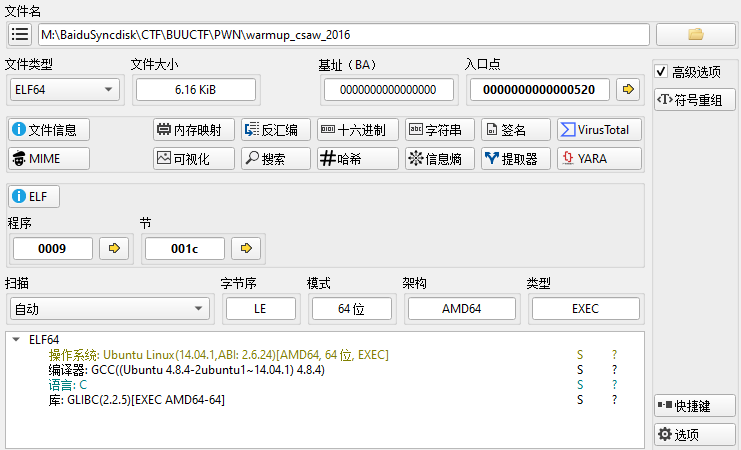 文件名
M:\BaiduSyncdisk\CTF\BUUCTF\PWN\warmup_csaw_2016
文件类型 文件大小 基址（BA） 入口点
ELF64 6.16 KiB 0000000000000000 0000000000000520 高级选项
<T>符号重组
文件信息 内存映射 反汇编 十六进制 字符串 签名 VirusTotal
MIME 可视化 搜索 哈希 信息熵 提取器 YARA
ELF
程序 节
0009 001c
扫描 字节序 模式 架构 类型
自动 LE 64位 AMD64 EXEC
ELF64
操作系统: Ubuntu Linux(14.04.1,ABI: 2.6.24)[AMD64, 64位, EXEC] S ?
编译器: GCC((Ubuntu 4.8.4-2ubuntu1~14.04.1) 4.8.4) S ?
语言: C S ?
库: GLIBC(2.2.5)[EXEC AMD64-64] S ?
快捷键
选项